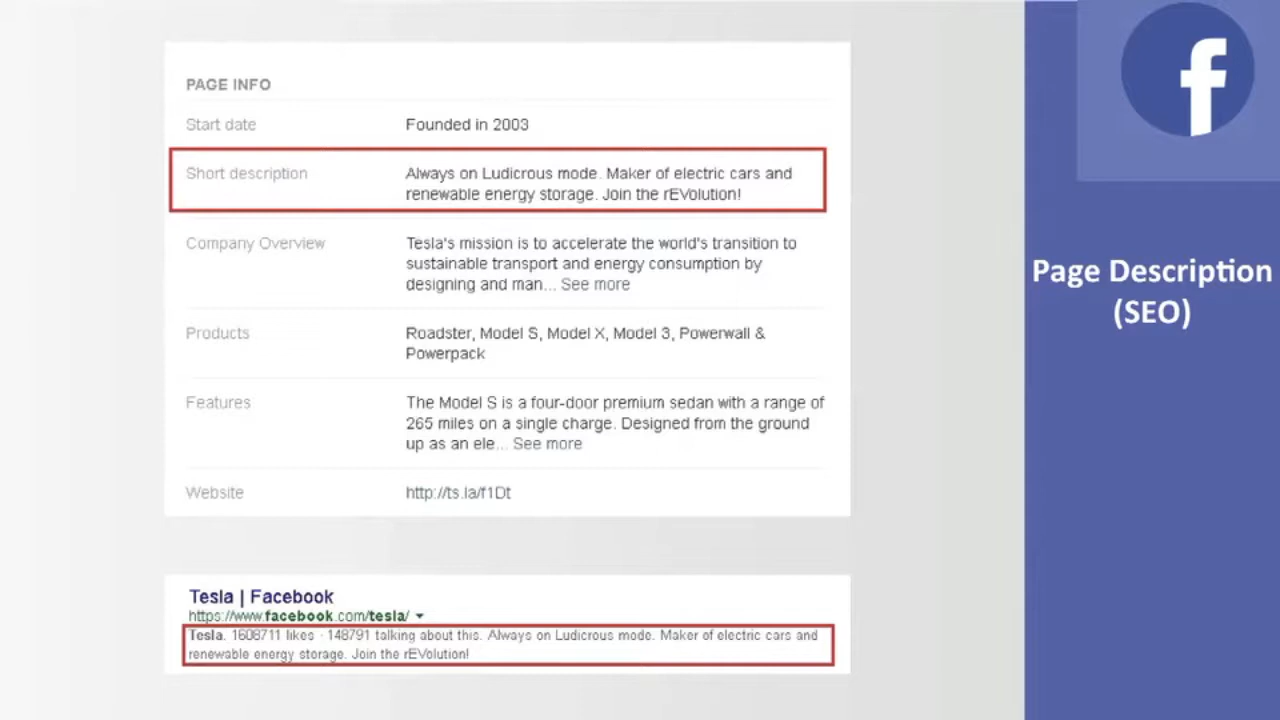 PAGE INFO
Start date
Founded in 2003
Short description
Always on Ludicrous mode. Maker of electric cars and
renewable energy storage. Join the rEVolution!
Company Overview
Tesla's mission is to accelerate the world's transition to
sustainable transport and energy consumption by
designing and man... See more
Products
Roadster, Model S, Model X, Model 3, Powerwall &
Powerpack
Features
The Model S is a four-door premium sedan with a range of
265 miles on a single charge. Designed from the ground
up as an ele... See more
Website
http://ts.la/f1Dt
Tesla | Facebook
https://www.facebook.com/tesla/
Tesla. 1608711 likes · 148791 talking about this. Always on Ludicrous mode. Maker of electric cars and
renewable energy storage. Join the rEVolution!
f
Page Description
(SEO)